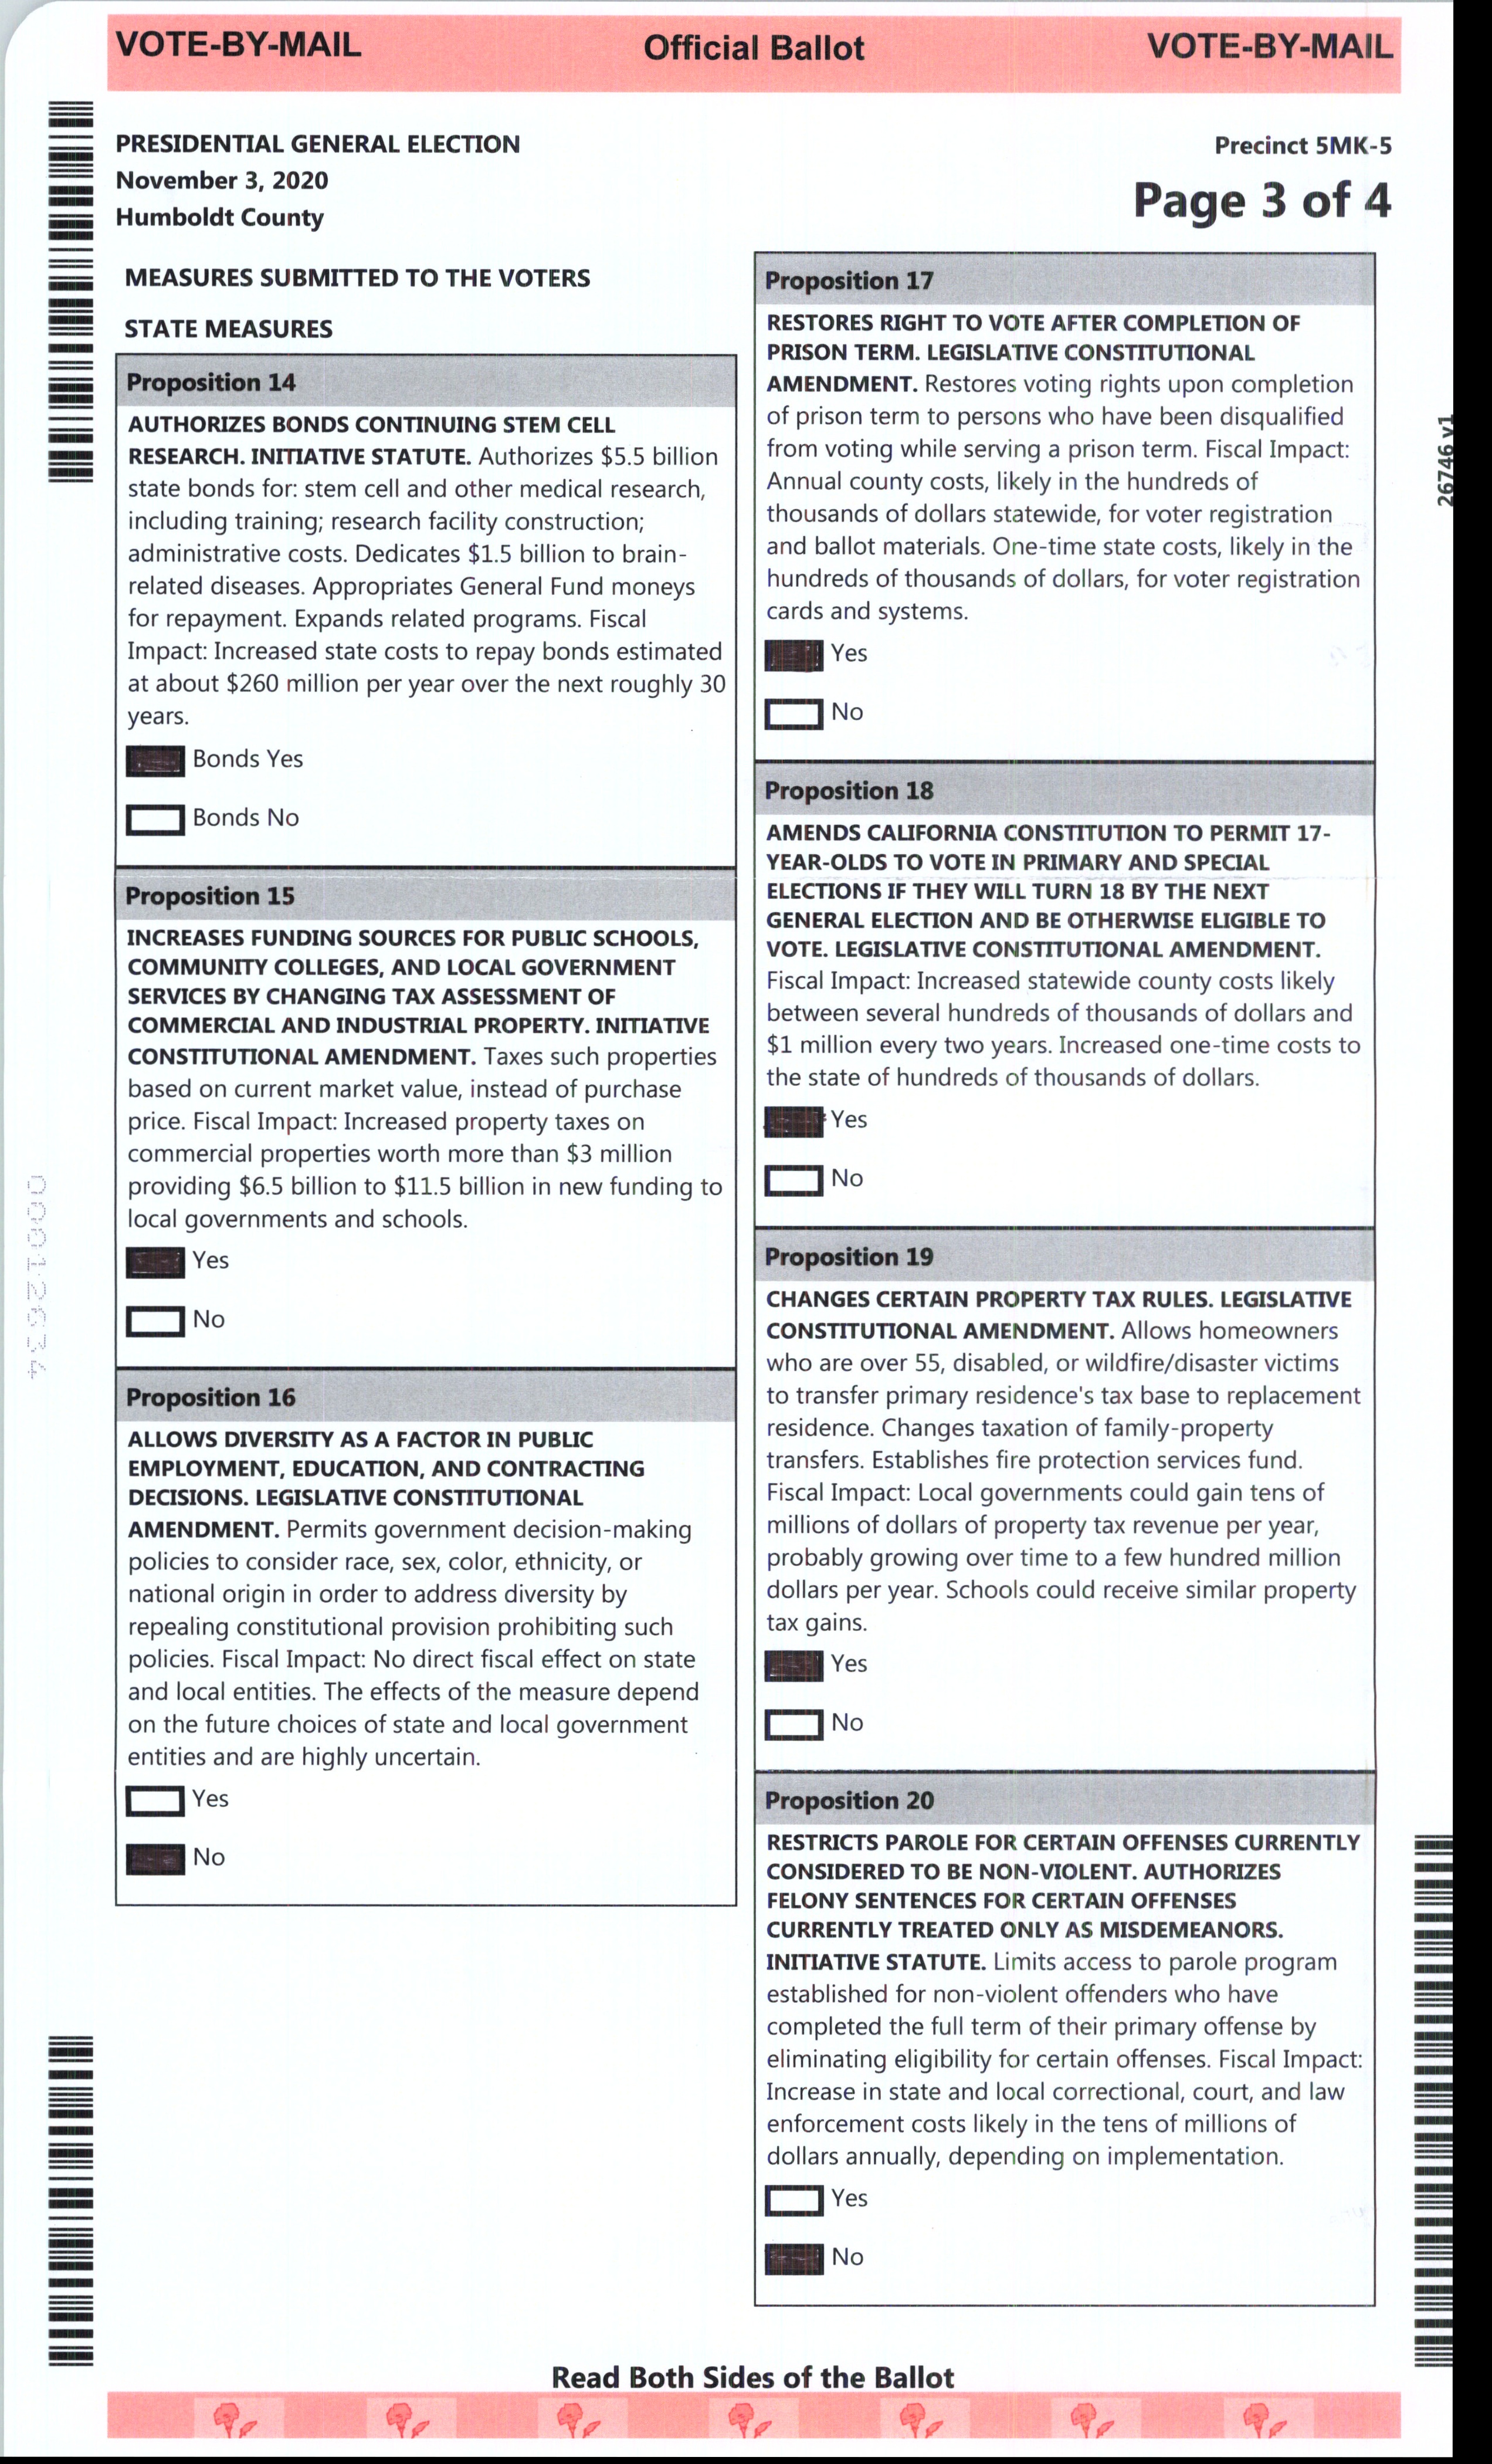 VOTE-BY-MAIL Official Ballot VOTE-BY-MAIL
PRESIDENTIAL GENERAL ELECTION
November 3, 2020
Humboldt County
Precinct 5MK-5
Page 3 of 4
MEASURES SUBMITTED TO THE VOTERS
STATE MEASURES
Proposition 14
AUTHORIZES BONDS CONTINUING STEM CELL
RESEARCH. INITIATIVE STATUTE. Authorizes $5.5 billion
state bonds for: stem cell and other medical research,
including training; research facility construction;
administrative costs. Dedicates $1.5 billion to brain-
related diseases. Appropriates General Fund moneys
for repayment. Expands related programs. Fiscal
Impact: Increased state costs to repay bonds estimated
at about $260 million per year over the next roughly 30
years.
Bonds Yes
Bonds No
Proposition 15
INCREASES FUNDING SOURCES FOR PUBLIC SCHOOLS,
COMMUNITY COLLEGES, AND LOCAL GOVERNMENT
SERVICES BY CHANGING TAX ASSESSMENT OF
COMMERCIAL AND INDUSTRIAL PROPERTY. INITIATIVE
CONSTITUTIONAL AMENDMENT. Taxes such properties
based on current market value, instead of purchase
price. Fiscal Impact: Increased property taxes on
commercial properties worth more than $3 million
providing $6.5 billion to $11.5 billion in new funding to
local governments and schools.
Yes
No
Proposition 16
ALLOWS DIVERSITY AS A FACTOR IN PUBLIC
EMPLOYMENT, EDUCATION, AND CONTRACTING
DECISIONS. LEGISLATIVE CONSTITUTIONAL
AMENDMENT. Permits government decision-making
policies to consider race, sex, color, ethnicity, or
national origin in order to address diversity by
repealing constitutional provision prohibiting such
policies. Fiscal Impact: No direct fiscal effect on state
and local entities. The effects of the measure depend
on the future choices of state and local government
entities and are highly uncertain.
Yes
No
Proposition 17
RESTORES RIGHT TO VOTE AFTER COMPLETION OF
PRISON TERM. LEGISLATIVE CONSTITUTIONAL
AMENDMENT. Restores voting rights upon completion
of prison term to persons who have been disqualified
from voting while serving a prison term. Fiscal Impact:
Annual county costs, likely in the hundreds of
thousands of dollars statewide, for voter registration
and ballot materials. One-time state costs, likely in the
hundreds of thousands of dollars, for voter registration
cards and systems.
Yes
No
Proposition 18
AMENDS CALIFORNIA CONSTITUTION TO PERMIT 17-
YEAR-OLDS TO VOTE IN PRIMARY AND SPECIAL
ELECTIONS IF THEY WILL TURN 18 BY THE NEXT
GENERAL ELECTION AND BE OTHERWISE ELIGIBLE TO
VOTE. LEGISLATIVE CONSTITUTIONAL AMENDMENT.
Fiscal Impact: Increased statewide county costs likely
between several hundreds of thousands of dollars and
$1 million every two years. Increased one-time costs to
the state of hundreds of thousands of dollars.
Yes
No
Proposition 19
CHANGES CERTAIN PROPERTY TAX RULES. LEGISLATIVE
CONSTITUTIONAL AMENDMENT. Allows homeowners
who are over 55, disabled, or wildfire/disaster victims
to transfer primary residence's tax base to replacement
residence. Changes taxation of family-property
transfers. Establishes fire protection services fund.
Fiscal Impact: Local governments could gain tens of
millions of dollars of property tax revenue per year,
probably growing over time to a few hundred million
dollars per year. Schools could receive similar property
tax gains.
Yes
No
Proposition 20
RESTRICTS PAROLE FOR CERTAIN OFFENSES CURRENTLY
CONSIDERED TO BE NON-VIOLENT. AUTHORIZES
FELONY SENTENCES FOR CERTAIN OFFENSES
CURRENTLY TREATED ONLY AS MISDEMEANORS.
INITIATIVE STATUTE. Limits access to parole program
established for non-violent offenders who have
completed the full term of their primary offense by
eliminating eligibility for certain offenses. Fiscal Impact:
Increase in state and local correctional, court, and law
enforcement costs likely in the tens of millions of
dollars annually, depending on implementation.
Yes
No
26746 v1
Read Both Sides of the Ballot